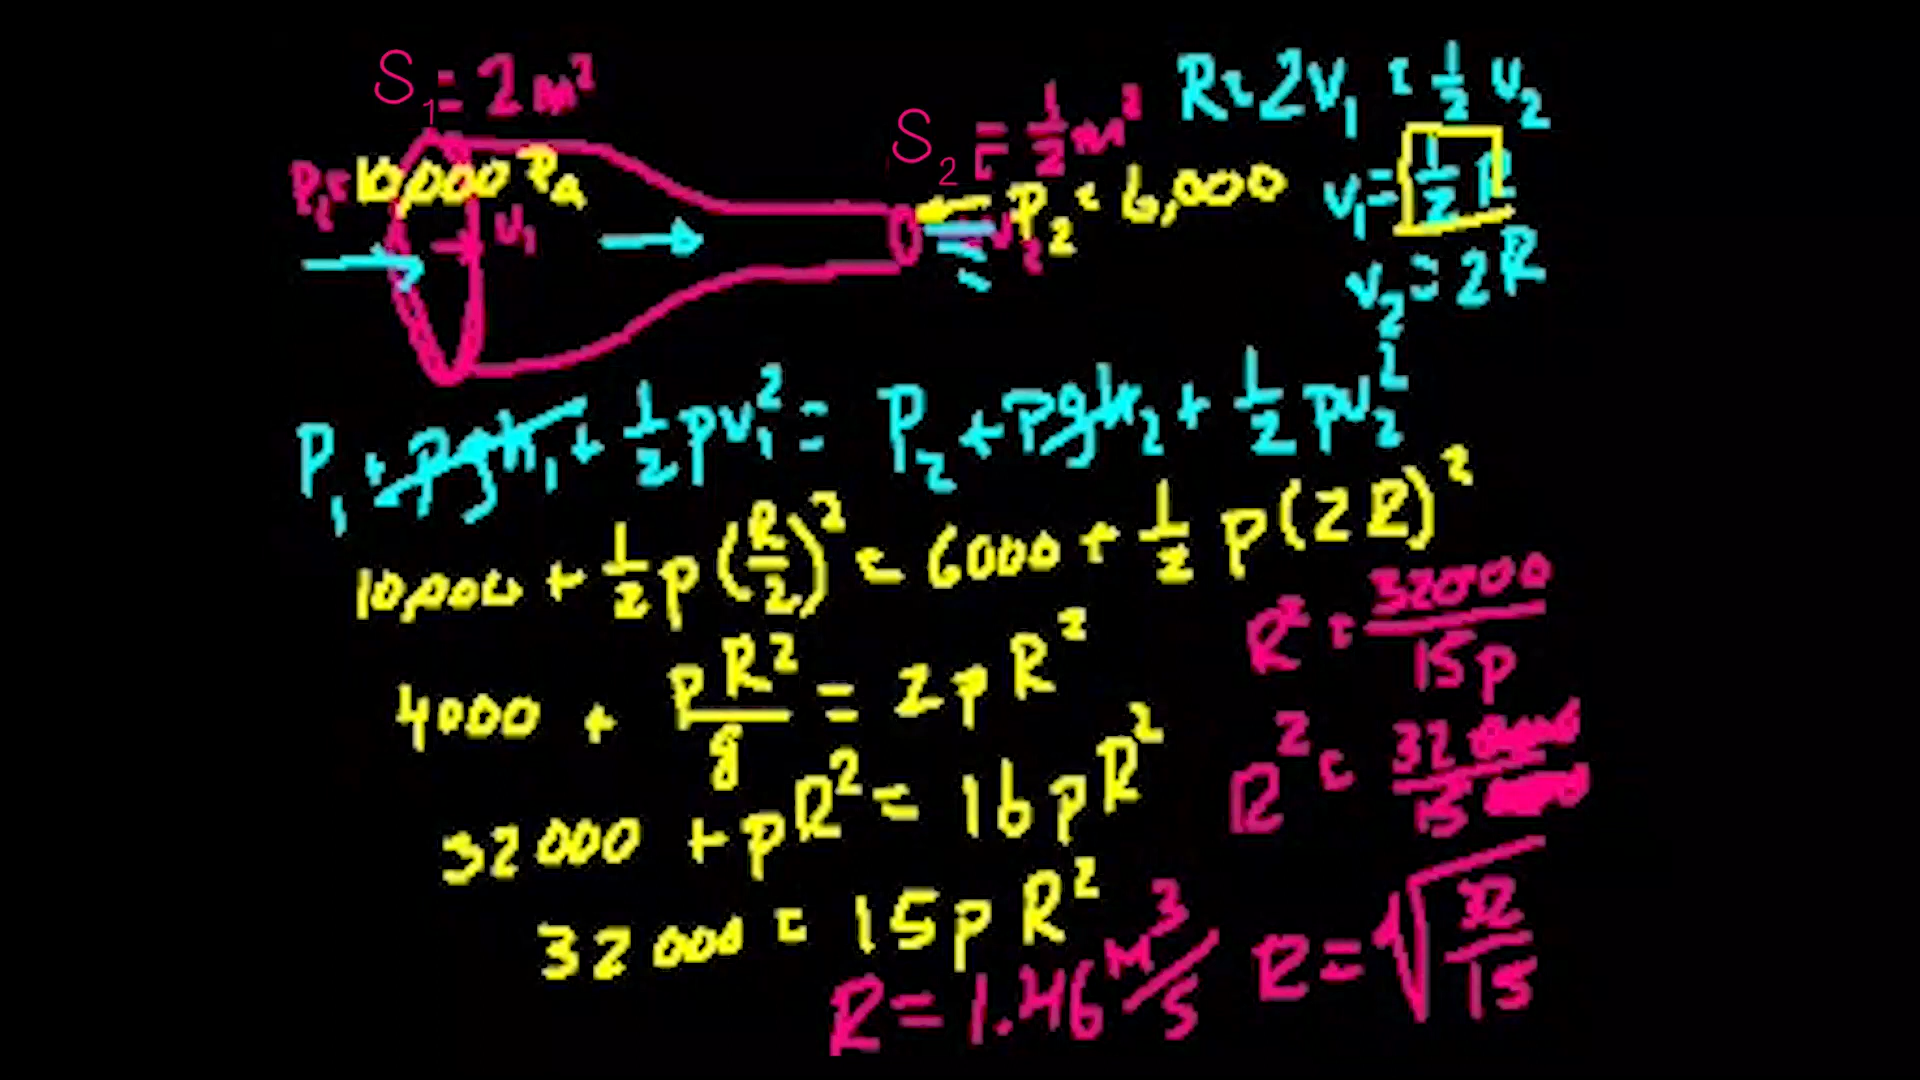 S₁ = 2 m²
S₂ = 1/2 m²
R = 2v₁ = 1/2 v₂
P₂ = 10,000 Pa
P₂ = 6,000
v₁ = 1/2 R
v₁
v₂
v₂ = 2R
P₁ + ρgh₁ + 1/2 ρv₁² = P₂ + ρgh₂ + 1/2 ρv₂²
10,000 + 1/2 ρ(R/2)² = 6000 + 1/2 ρ(2R)²
R² = 32000/15ρ
4000 + ρR²/8 = 2ρR²
R² = 32/15
32000 + ρR² = 16ρR²
32000 = 15ρR²
R = √(32/15)
R = 1.46 m³/s